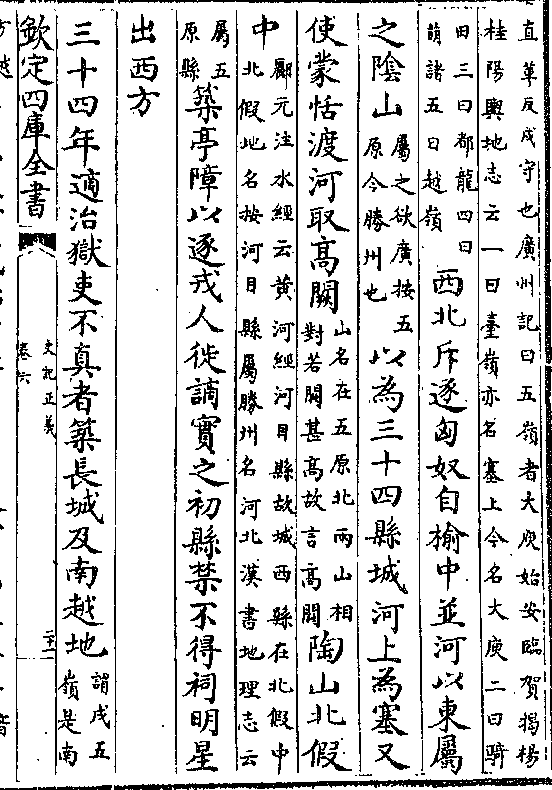 直草反戍守也廣州記曰五嶺者大庾始安臨賀揭楊
桂陽輿地志云一曰臺嶺亦名塞上今名大庾二曰騎
田三曰都龍四曰
萌諸五曰越嶺
西北斥逐匈奴自榆中並河以東屬
之陰山
屬之欲廣按五
原今勝州也
以為三十四縣城河上為塞又
使蒙恬渡河取高闕
山名在五原北兩山相
對若闕甚高故言高闕
陶山北假
中
酈元注水經云黃河經河目縣故城西縣在北假中
北假地名按河目縣屬勝州名河北漢書地理志云
屬五
原縣
築亭障以逐戎人徙謫實之初縣禁不得祠明星
出西方
三十四年適治獄吏不真者築長城及南越地
謂戍五
嶺是南
欽定四庫全書
史記正義
卷六